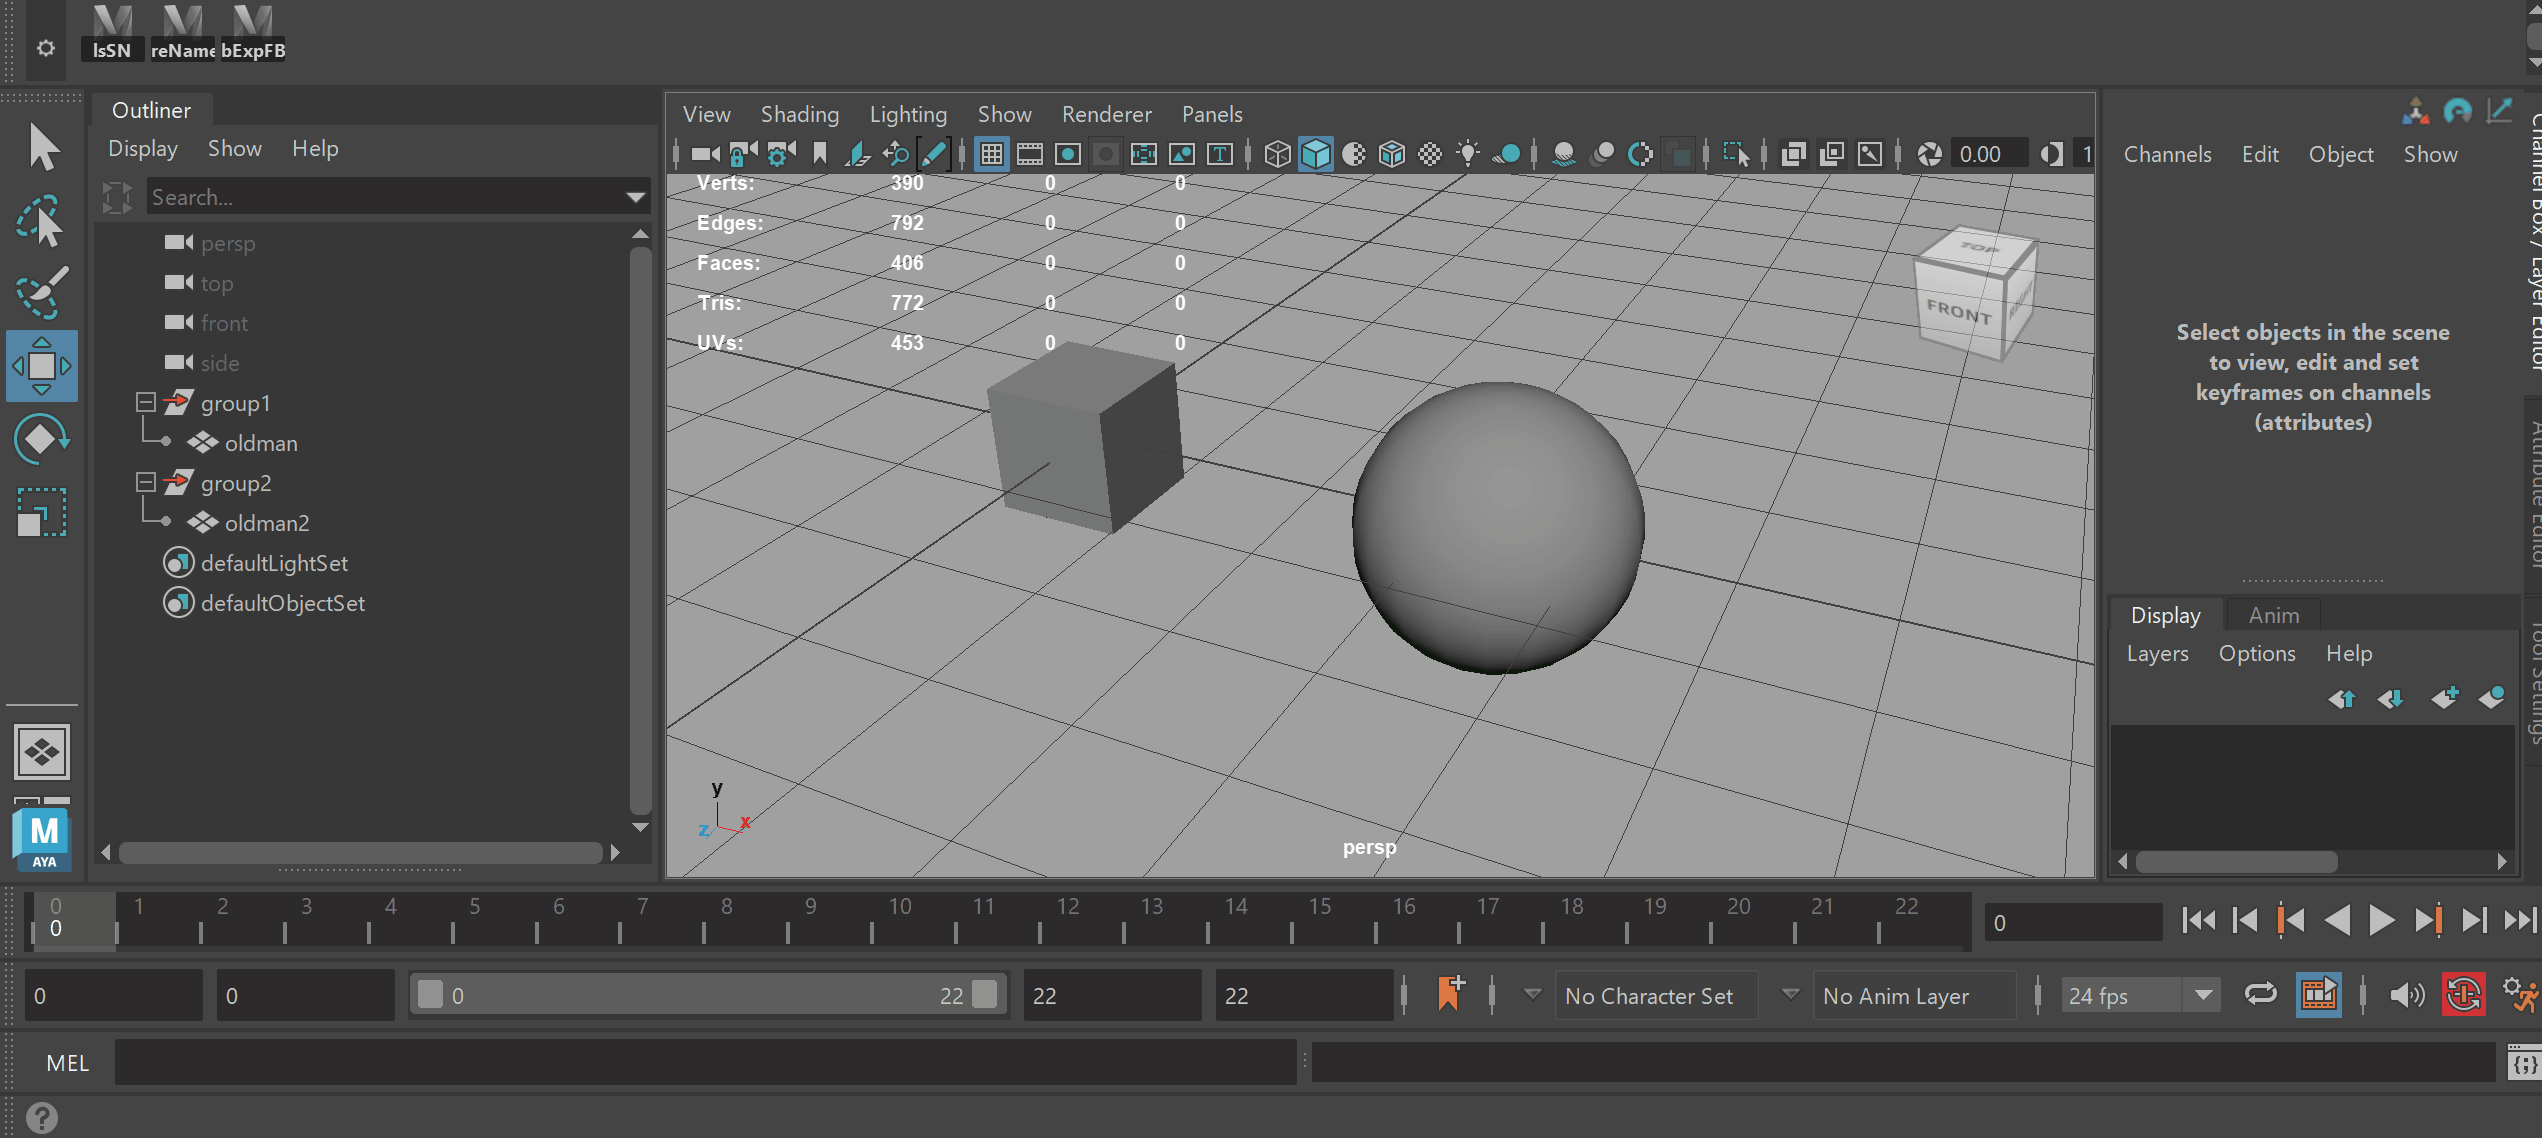 lsSN reName bExpFB
Outliner
Display Show Help
Search...
persp
top
front
side
group1
oldman
group2
oldman2
defaultLightSet
defaultObjectSet
M
AYA
View Shading Lighting Show Renderer Panels
0.00 1
Verts: 390 0 0
Edges: 792 0 0
Faces: 406 0 0
Tris: 772 0 0
UVs: 453 0 0
TOP
FRONT
RIGHT
y
z x
persp
Channels Edit Object Show
Select objects in the scene
to view, edit and set
keyframes on channels
(attributes)
Channel Box / Layer Editor
Attribute Editor
Tool Settings
Display Anim
Layers Options Help
0 1 2 3 4 5 6 7 8 9 10 11 12 13 14 15 16 17 18 19 20 21 22
0
0
0 0 0 22 22 22 No Character Set No Anim Layer 24 fps
MEL